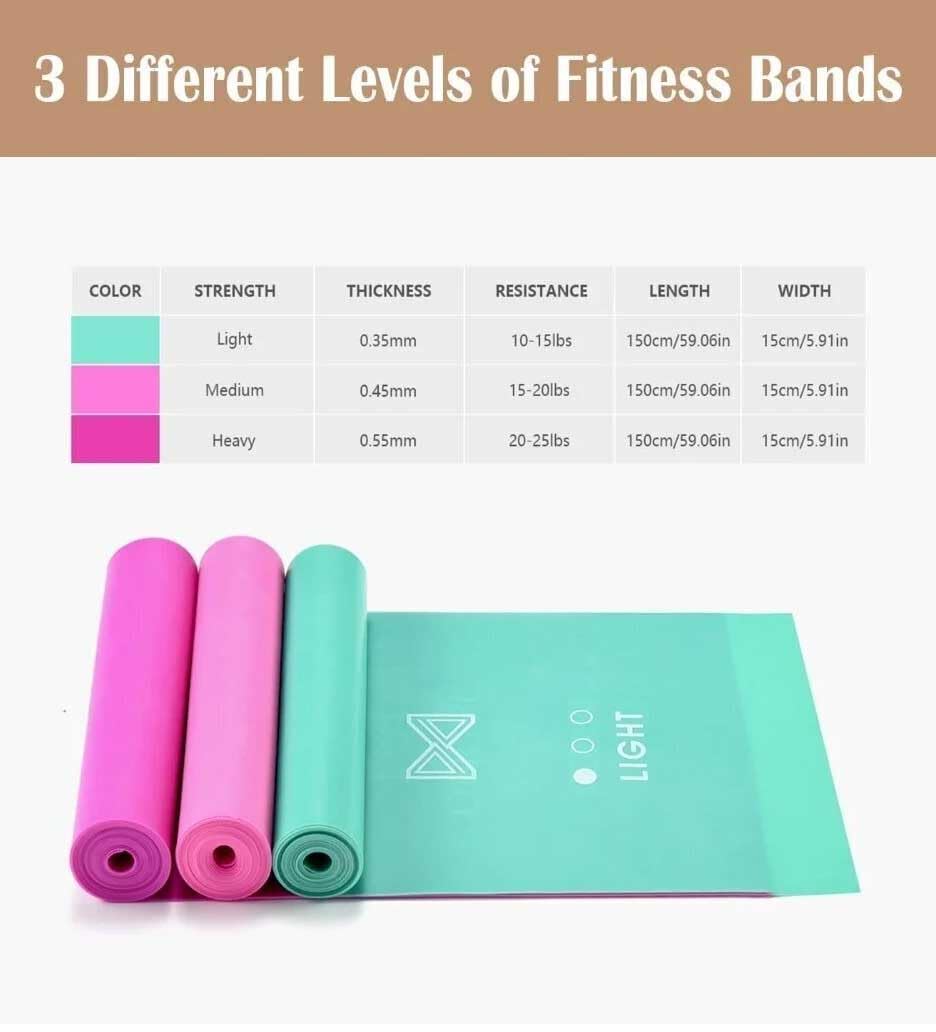 3 Different Levels of Fitness Bands
COLOR STRENGTH THICKNESS RESISTANCE LENGTH WIDTH
Light 0.35mm 10-15lbs 150cm/59.06in 15cm/5.91in
Medium 0.45mm 15-20lbs 150cm/59.06in 15cm/5.91in
Heavy 0.55mm 20-25lbs 150cm/59.06in 15cm/5.91in
LIGHT